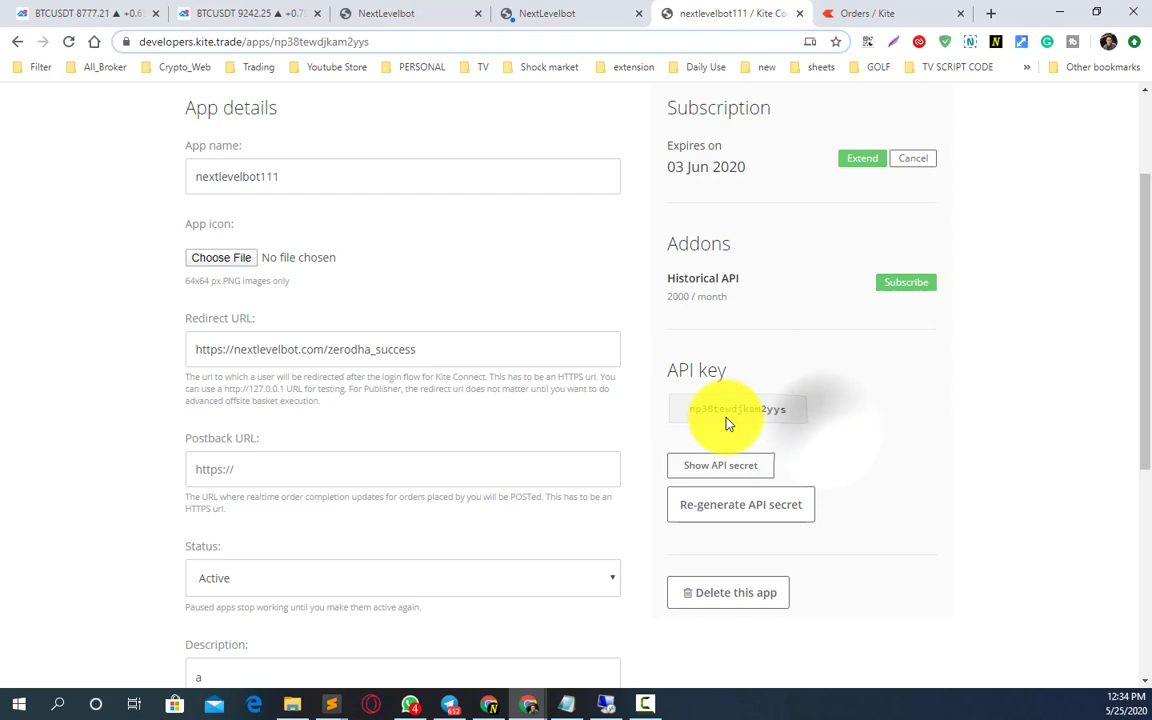 BTCUSDT 8777.21 ▲ +0.6
BTCUSDT 9242.25 ▲ +0.7
NextLevelbot
NextLevelbot
nextlevelbot111 / Kite Co
Orders / Kite
developers.kite.trade/apps/np38tewdjkam2yys
Filter
All_Broker
Crypto_Web
Trading
Youtube Store
PERSONAL
TV
Shock market
extension
Daily Use
new
sheets
GOLF
TV SCRIPT CODE
»
Other bookmarks
App details
App name:
nextlevelbot111
App icon:
Choose File No file chosen
64x64 px PNG images only
Redirect URL:
https://nextlevelbot.com/zerodha_success
The url to which a user will be redirected after the login flow for Kite Connect. This has to be an HTTPS url. You
can use a http://127.0.0.1 URL for testing. For Publisher, the redirect url does not matter until you want to do
advanced offsite basket execution.
Postback URL:
https://
The URL where realtime order completion updates for orders placed by you will be POSTed. This has to be an
HTTPS url.
Status:
Active
Paused apps stop working until you make them active again.
Description:
a
Subscription
Expires on
03 Jun 2020
Extend
Cancel
Addons
Historical API
2000 / month
Subscribe
API key
np38tewdjkam2yys
Show API secret
Re-generate API secret
Delete this app
4
612
12:34 PM
5/25/2020